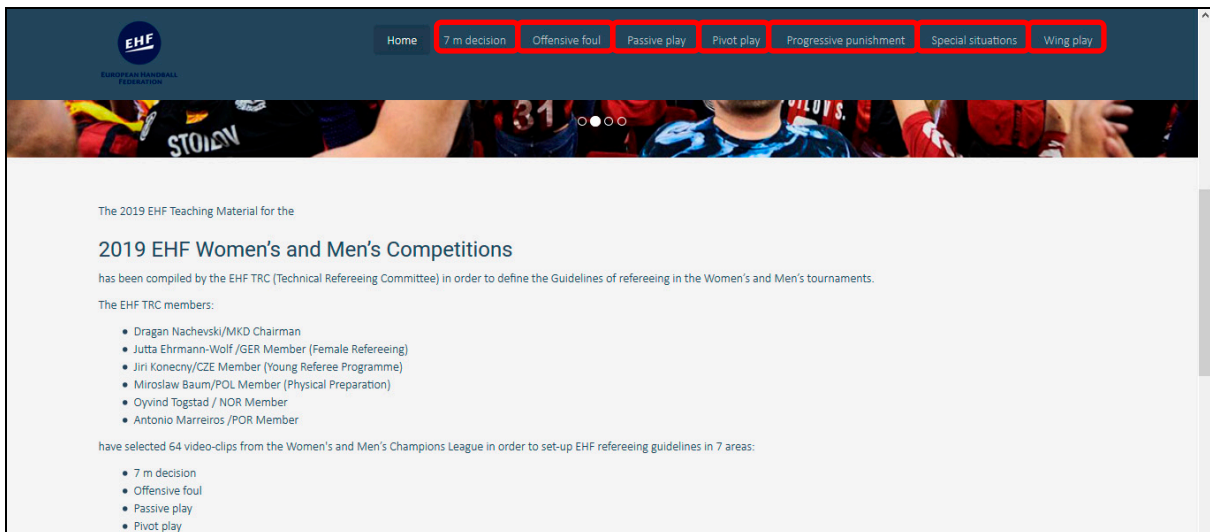 EHF
EUROPEAN HANDBALL
FEDERATION
Home 7 m decision Offensive foul Passive play Pivot play Progressive punishment Special situations Wing play
STOILOV
31
STOILOV S.
The 2019 EHF Teaching Material for the
2019 EHF Women's and Men's Competitions
has been compiled by the EHF TRC (Technical Refereeing Committee) in order to define the Guidelines of refereeing in the Women's and Men's tournaments.
The EHF TRC members:
• Dragan Nachevski/MKD Chairman
• Jutta Ehrmann-Wolf /GER Member (Female Refereeing)
• Jiri Konecny/CZE Member (Young Referee Programme)
• Miroslaw Baum/POL Member (Physical Preparation)
• Oyvind Togstad / NOR Member
• Antonio Marreiros /POR Member
have selected 64 video-clips from the Women's and Men's Champions League in order to set-up EHF refereeing guidelines in 7 areas:
• 7 m decision
• Offensive foul
• Passive play
• Pivot play